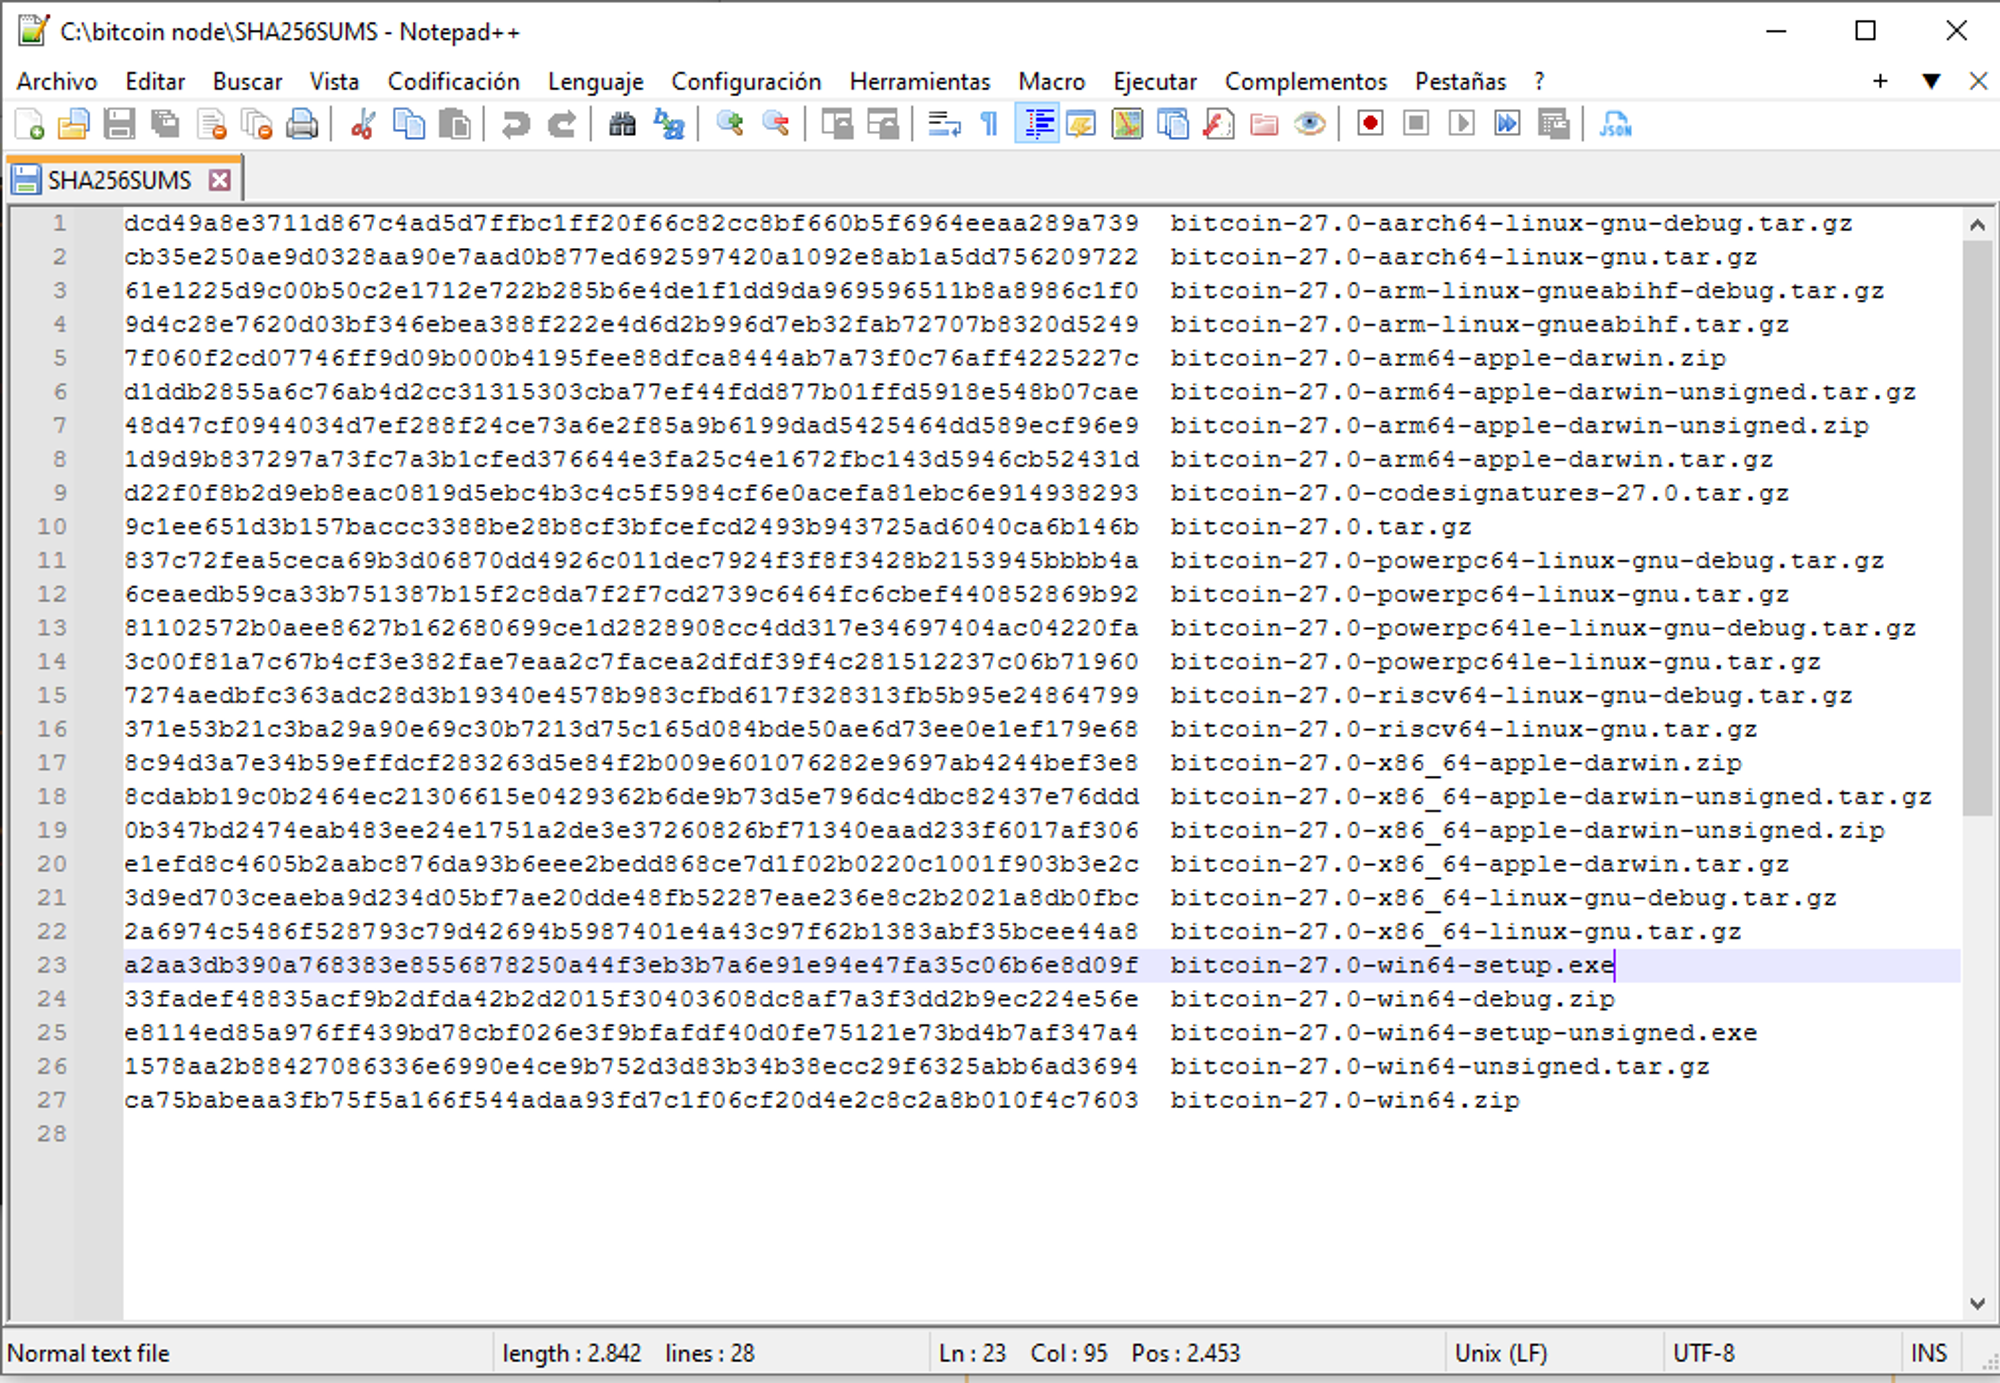 C:\bitcoin node\SHA256SUMS - Notepad++
Archivo Editar Buscar Vista Codificación Lenguaje Configuración Herramientas Macro Ejecutar Complementos Pestañas ?
JSON
SHA256SUMS
1 dcd49a8e3711d867c4ad5d7ffbc1ff20f66c82cc8bf660b5f6964eeaa289a739 bitcoin-27.0-aarch64-linux-gnu-debug.tar.gz
2 cb35e250ae9d0328aa90e7aad0b877ed692597420a1092e8ab1a5dd756209722 bitcoin-27.0-aarch64-linux-gnu.tar.gz
3 61e1225d9c00b50c2e1712e722b285b6e4de1f1dd9da969596511b8a8986c1f0 bitcoin-27.0-arm-linux-gnueabihf-debug.tar.gz
4 9d4c28e7620d03bf346ebea388f222e4d6d2b996d7eb32fab72707b8320d5249 bitcoin-27.0-arm-linux-gnueabihf.tar.gz
5 7f060f2cd07746ff9d09b000b4195fee88dfca8444ab7a73f0c76aff4225227c bitcoin-27.0-arm64-apple-darwin.zip
6 d1ddb2855a6c76ab4d2cc31315303cba77ef44fdd877b01ffd5918e548b07cae bitcoin-27.0-arm64-apple-darwin-unsigned.tar.gz
7 48d47cf0944034d7ef288f24ce73a6e2f85a9b6199dad5425464dd589ecf96e9 bitcoin-27.0-arm64-apple-darwin-unsigned.zip
8 1d9d9b837297a73fc7a3b1cfed376644e3fa25c4e1672fbc143d5946cb52431d bitcoin-27.0-arm64-apple-darwin.tar.gz
9 d22f0f8b2d9eb8eac0819d5ebc4b3c4c5f5984cf6e0acefa81ebc6e914938293 bitcoin-27.0-codesignatures-27.0.tar.gz
10 9c1ee651d3b157baccc3388be28b8cf3bfcefcd2493b943725ad6040ca6b146b bitcoin-27.0.tar.gz
11 837c72fea5ceca69b3d06870dd4926c011dec7924f3f8f3428b2153945bbbb4a bitcoin-27.0-powerpc64-linux-gnu-debug.tar.gz
12 6ceaedb59ca33b751387b15f2c8da7f2f7cd2739c6464fc6cbef440852869b92 bitcoin-27.0-powerpc64-linux-gnu.tar.gz
13 81102572b0aee8627b162680699ce1d2828908cc4dd317e34697404ac04220fa bitcoin-27.0-powerpc64le-linux-gnu-debug.tar.gz
14 3c00f81a7c67b4cf3e382fae7eaa2c7facea2dfdf39f4c281512237c06b71960 bitcoin-27.0-powerpc64le-linux-gnu.tar.gz
15 7274aedbfc363adc28d3b19340e4578b983cfbd617f328313fb5b95e24864799 bitcoin-27.0-riscv64-linux-gnu-debug.tar.gz
16 371e53b21c3ba29a90e69c30b7213d75c165d084bde50ae6d73ee0e1ef179e68 bitcoin-27.0-riscv64-linux-gnu.tar.gz
17 8c94d3a7e34b59effdcf283263d5e84f2b009e601076282e9697ab4244bef3e8 bitcoin-27.0-x86_64-apple-darwin.zip
18 8cdabb19c0b2464ec21306615e0429362b6de9b73d5e796dc4dbc82437e76ddd bitcoin-27.0-x86_64-apple-darwin-unsigned.tar.gz
19 0b347bd2474eab483ee24e1751a2de3e37260826bf71340eaad233f6017af306 bitcoin-27.0-x86_64-apple-darwin-unsigned.zip
20 e1efd8c4605b2aabc876da93b6eee2bedd868ce7d1f02b0220c1001f903b3e2c bitcoin-27.0-x86_64-apple-darwin.tar.gz
21 3d9ed703ceaeba9d234d05bf7ae20dde48fb52287eae236e8c2b2021a8db0fbc bitcoin-27.0-x86_64-linux-gnu-debug.tar.gz
22 2a6974c5486f528793c79d42694b5987401e4a43c97f62b1383abf35bcee44a8 bitcoin-27.0-x86_64-linux-gnu.tar.gz
23 a2aa3db390a768383e8556878250a44f3eb3b7a6e91e94e47fa35c06b6e8d09f bitcoin-27.0-win64-setup.exe
24 33fadef48835acf9b2dfda42b2d2015f30403608dc8af7a3f3dd2b9ec224e56e bitcoin-27.0-win64-debug.zip
25 e8114ed85a976ff439bd78cbf026e3f9bfafdf40d0fe75121e73bd4b7af347a4 bitcoin-27.0-win64-setup-unsigned.exe
26 1578aa2b88427086336e6990e4ce9b752d3d83b34b38ecc29f6325abb6ad3694 bitcoin-27.0-win64-unsigned.tar.gz
27 ca75babeaa3fb75f5a166f544adaa93fd7c1f06cf20d4e2c8c2a8b010f4c7603 bitcoin-27.0-win64.zip
28
Normal text file length : 2.842 lines : 28 Ln : 23 Col : 95 Pos : 2.453 Unix (LF) UTF-8 INS